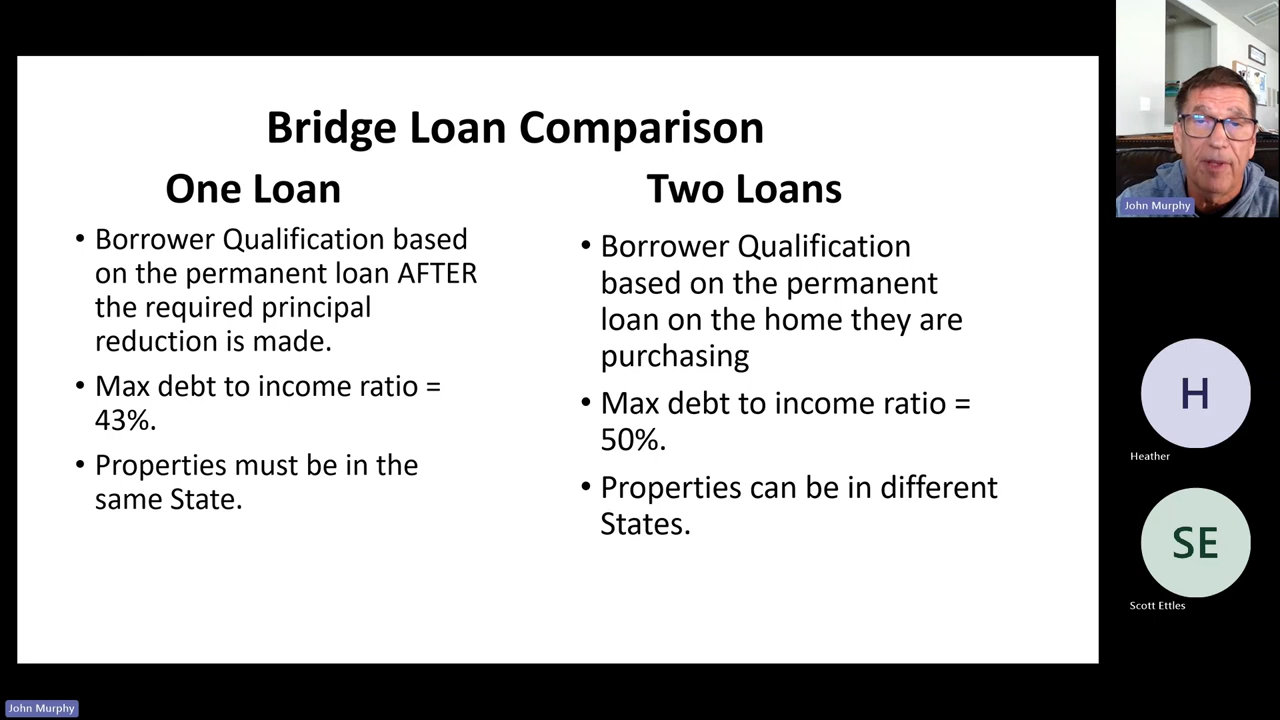 Bridge Loan Comparison
One Loan
• Borrower Qualification based
on the permanent loan AFTER
the required principal
reduction is made.
• Max debt to income ratio =
43%.
• Properties must be in the
same State.
Two Loans
• Borrower Qualification
based on the permanent
loan on the home they are
purchasing
• Max debt to income ratio =
50%.
• Properties can be in different
States.
John Murphy
H
Heather
SE
Scott Ettles
John Murphy